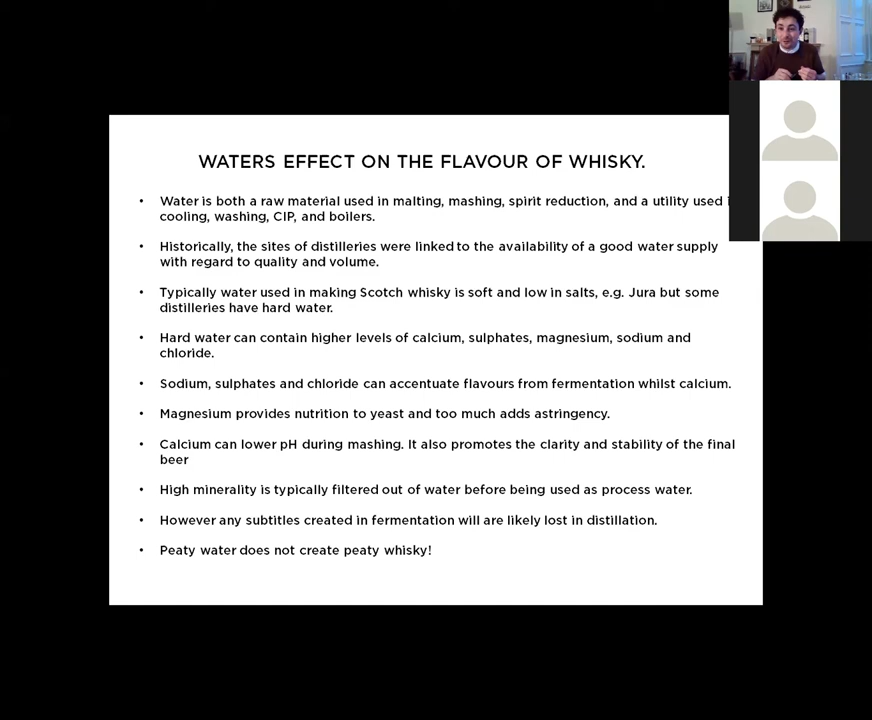 WATERS EFFECT ON THE FLAVOUR OF WHISKY.
• Water is both a raw material used in malting, mashing, spirit reduction, and a utility used
cooling, washing, CIP, and boilers.
• Historically, the sites of distilleries were linked to the availability of a good water supply
with regard to quality and volume.
• Typically water used in making Scotch whisky is soft and low in salts, e.g. Jura but some
distilleries have hard water.
• Hard water can contain higher levels of calcium, sulphates, magnesium, sodium and
chloride.
• Sodium, sulphates and chloride can accentuate flavours from fermentation whilst calcium.
• Magnesium provides nutrition to yeast and too much adds astringency.
• Calcium can lower pH during mashing. It also promotes the clarity and stability of the final
beer
• High minerality is typically filtered out of water before being used as process water.
• However any subtitles created in fermentation will are likely lost in distillation.
• Peaty water does not create peaty whisky!